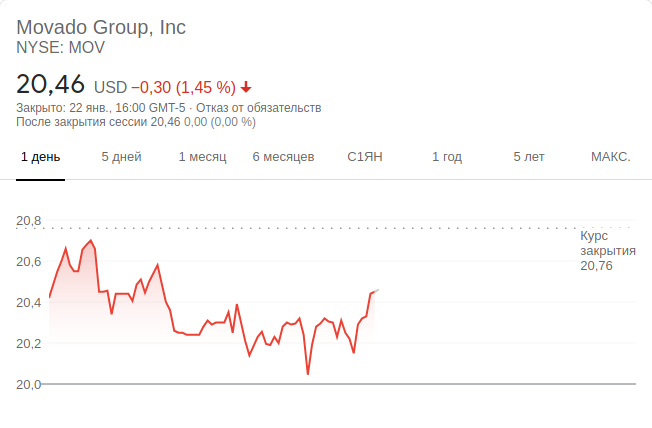 Movado Group, Inc
NYSE: MOV
20,46 USD −0,30 (1,45 %)
Закрыто: 22 янв., 16:00 GMT-5 · Отказ от обязательств
После закрытия сессии 20,46 0,00 (0,00 %)
1 день 5 дней 1 месяц 6 месяцев С1ЯН 1 год 5 лет МАКС.
20,8
Курс
закрытия
20,76
20,6
20,4
20,2
20,0